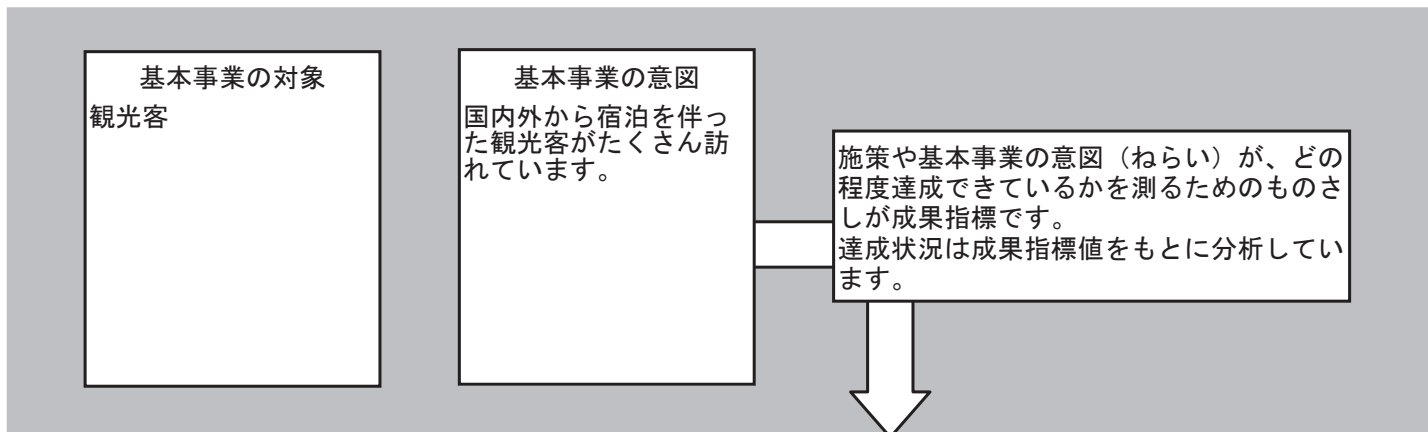 基本事業の対象
観光客
基本事業の意図
国内外から宿泊を伴っ
た観光客がたくさん訪
れています。
施策や基本事業の意図（ねらい）が、どの
程度達成できているかを測るためのものさ
しが成果指標です。
達成状況は成果指標値をもとに分析してい
ます。